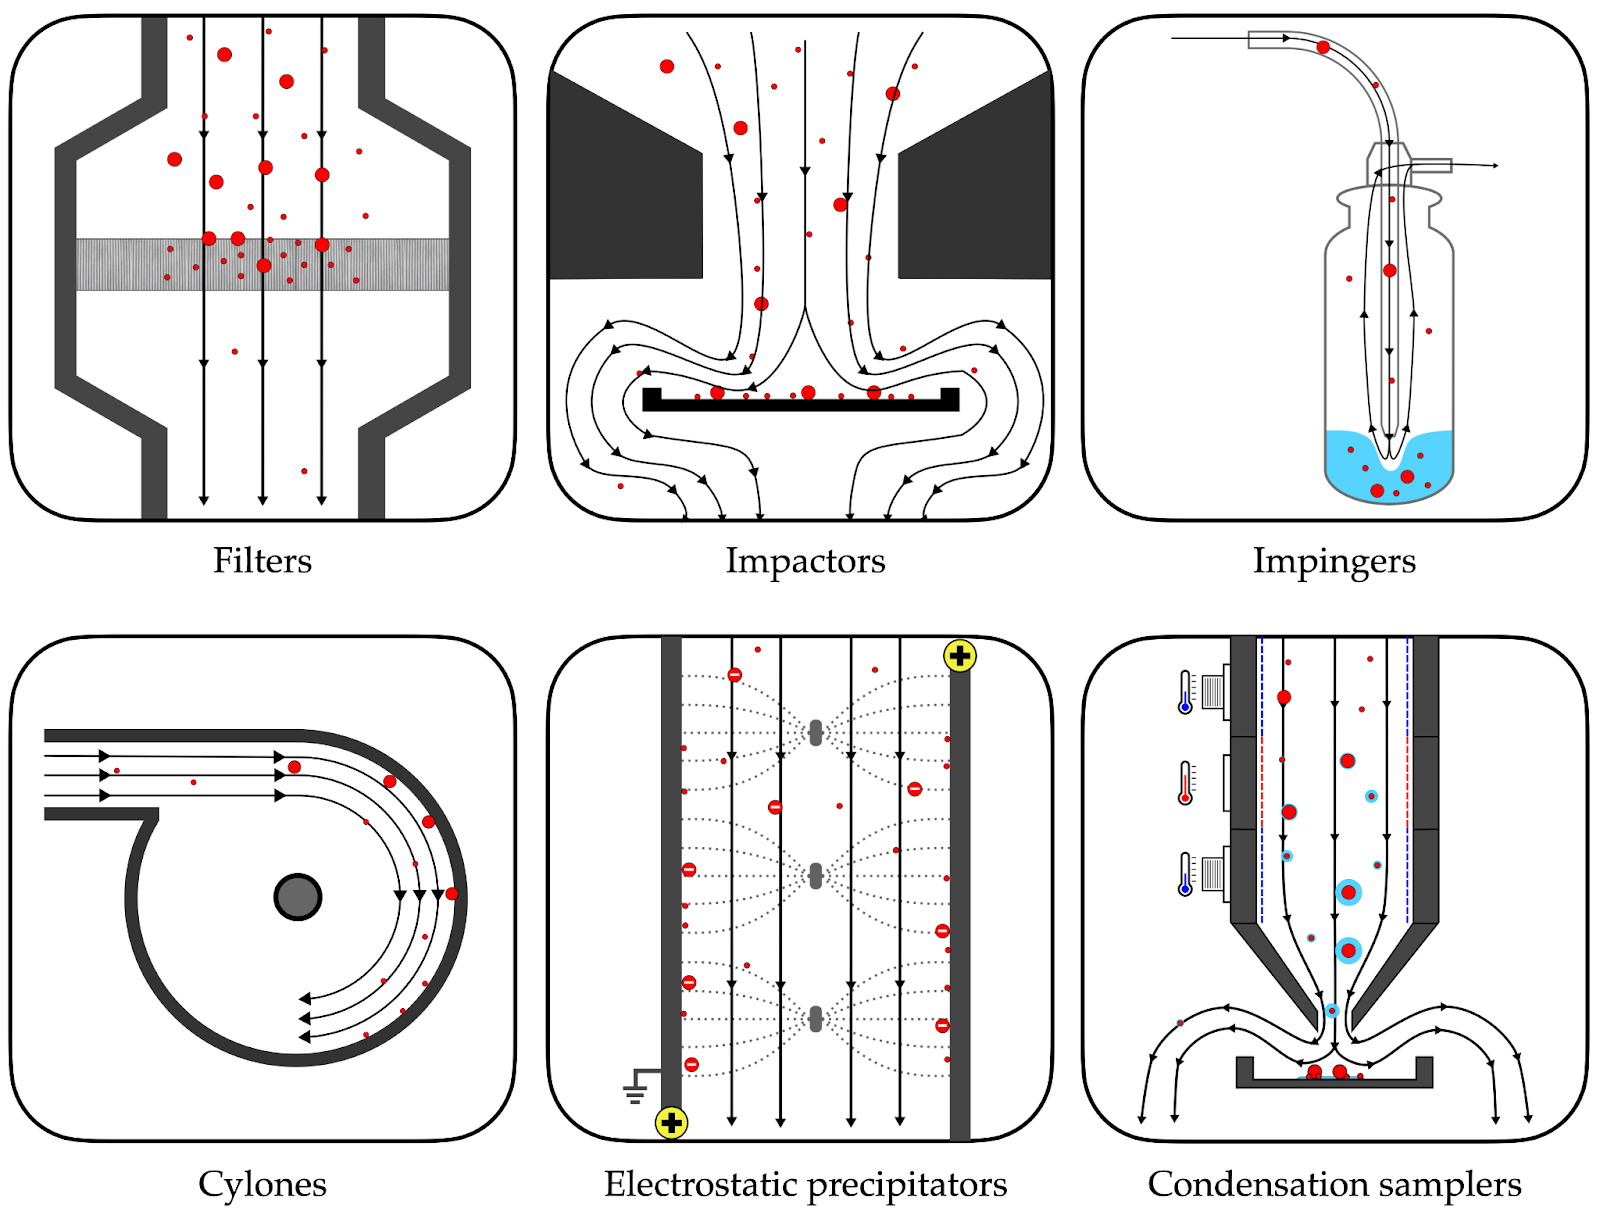 Filters
Impactors
Impingers
Cylones
Electrostatic precipitators
Condensation samplers